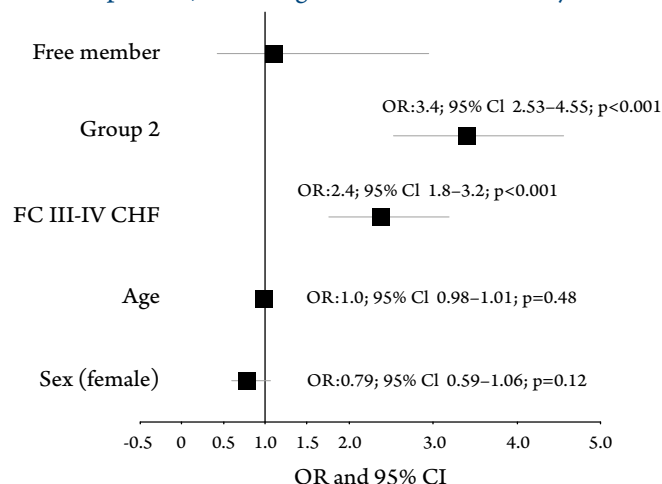 Free member
OR:3.4; 95% Cl 2.53–4.55; p<0.001
Group 2
OR:2.4; 95% Cl 1.8–3.2; p<0.001
FC III-IV CHF
Age OR:1.0; 95% Cl 0.98–1.01; p=0.48
Sex (female) OR:0.79; 95% Cl 0.59–1.06; p=0.12
-0.5 0 0.5 1.0 1.5 2.0 3.0 4.0 5.0
OR and 95% CI